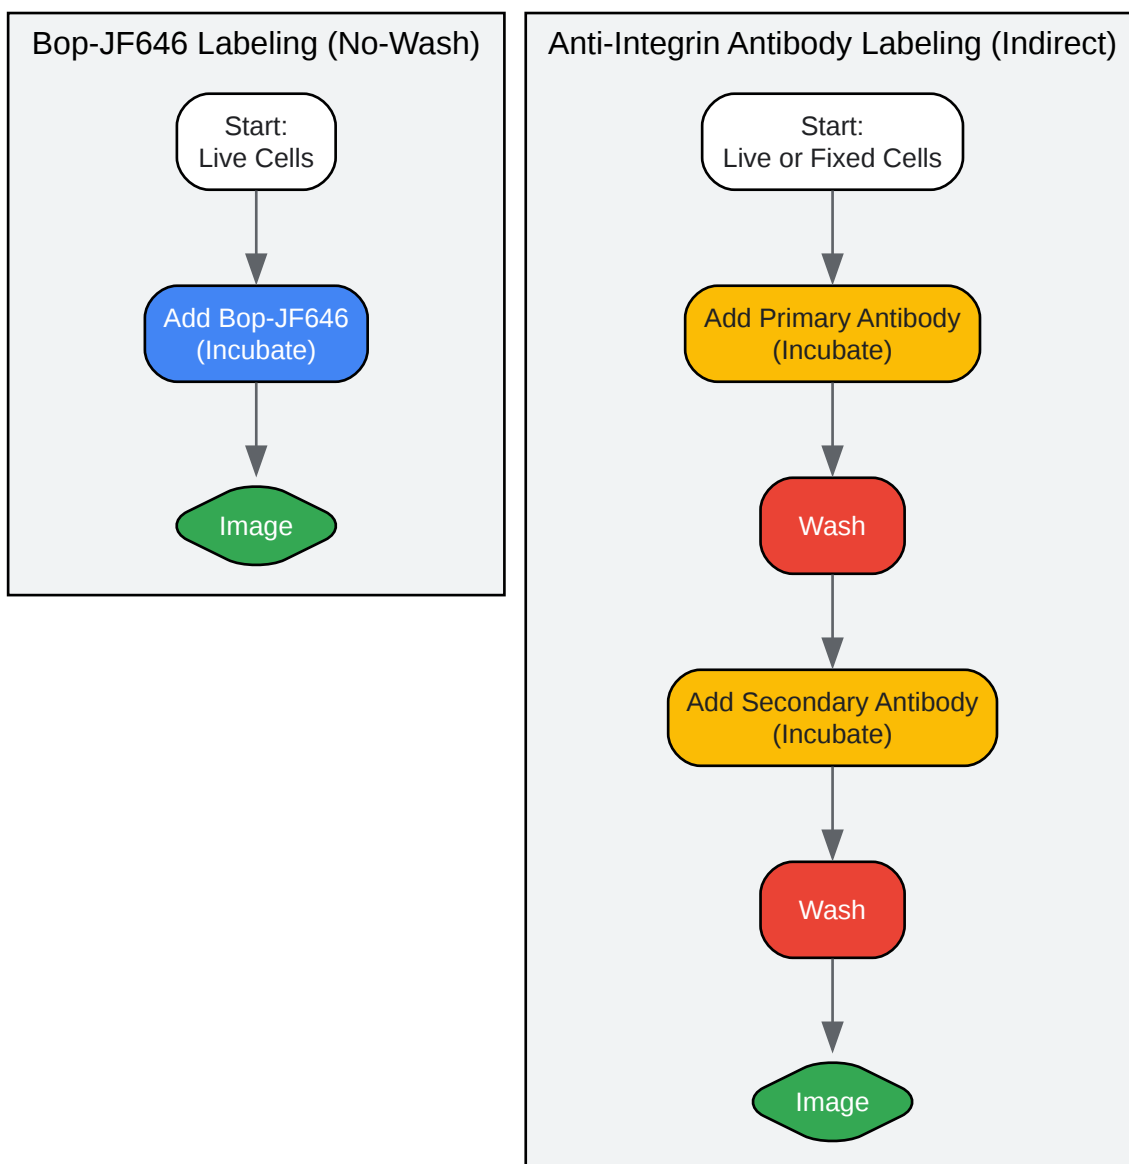 Bop-JF646 Labeling (No-Wash)
Start:
Live Cells
Add Bop-JF646
(Incubate)
Image
Anti-Integrin Antibody Labeling (Indirect)
Start:
Live or Fixed Cells
Add Primary Antibody
(Incubate)
Wash
Add Secondary Antibody
(Incubate)
Wash
Image